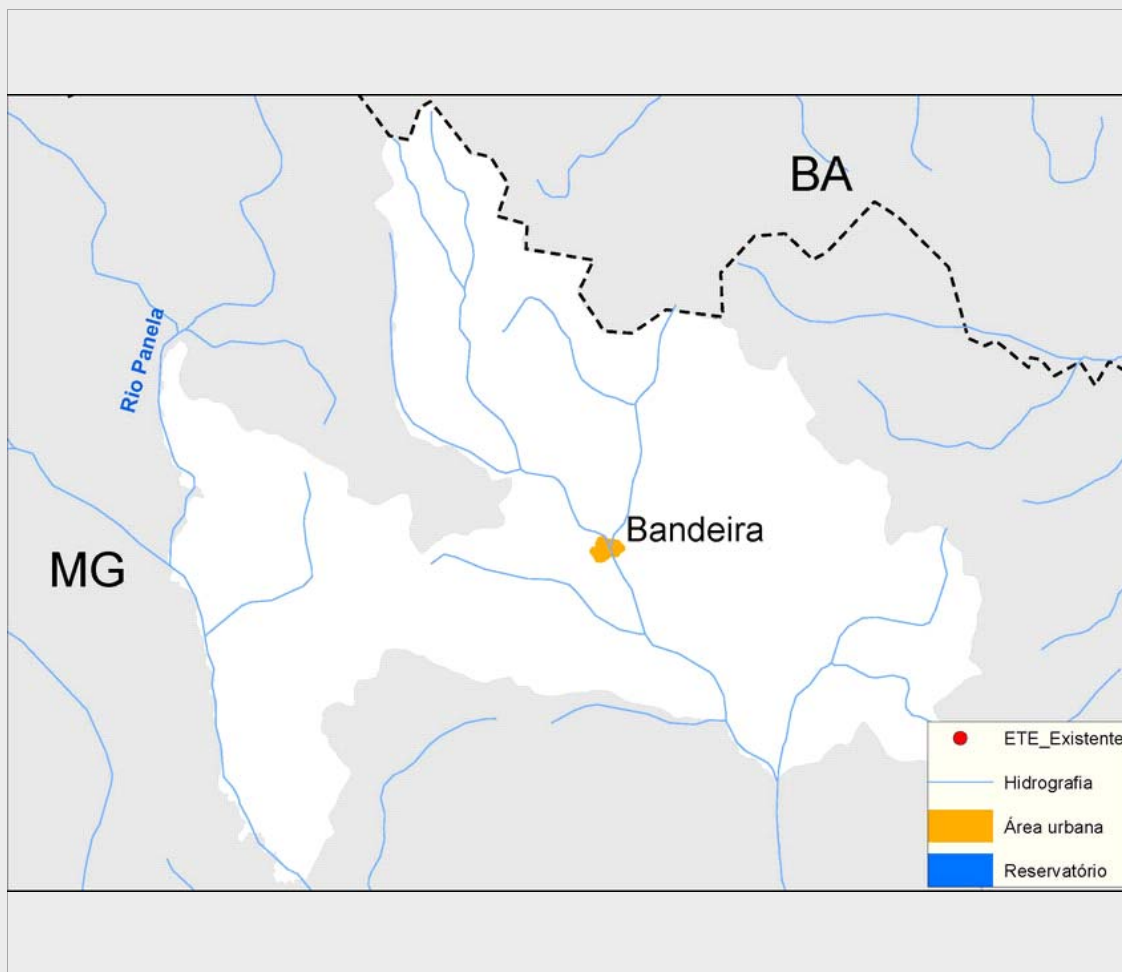 BA
Rio Panela
Bandeira
MG
ETE_Existente
Hidrografia
Área urbana
Reservatório